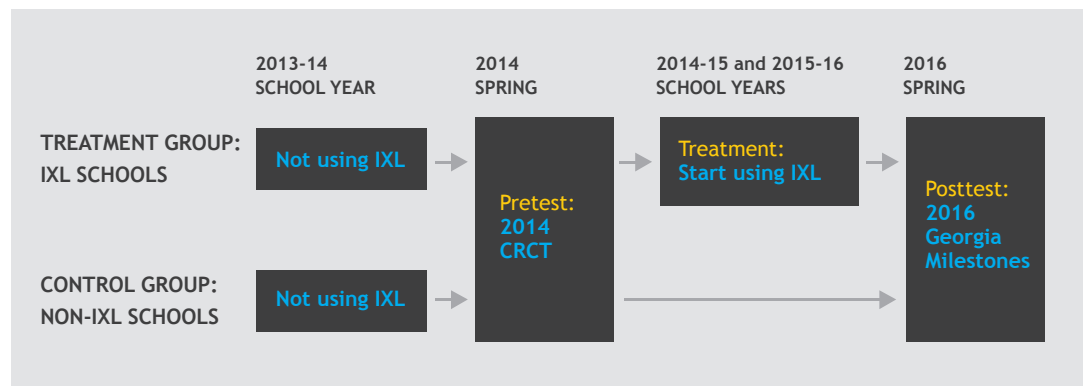 2013-14
SCHOOL YEAR
2014
SPRING
2014-15 and 2015-16
SCHOOL YEARS
2016
SPRING
TREATMENT GROUP:
IXL SCHOOLS
Not using IXL
Pretest:
2014
CRCT
Treatment:
Start using IXL
Posttest:
2016
Georgia
Milestones
CONTROL GROUP:
NON-IXL SCHOOLS
Not using IXL